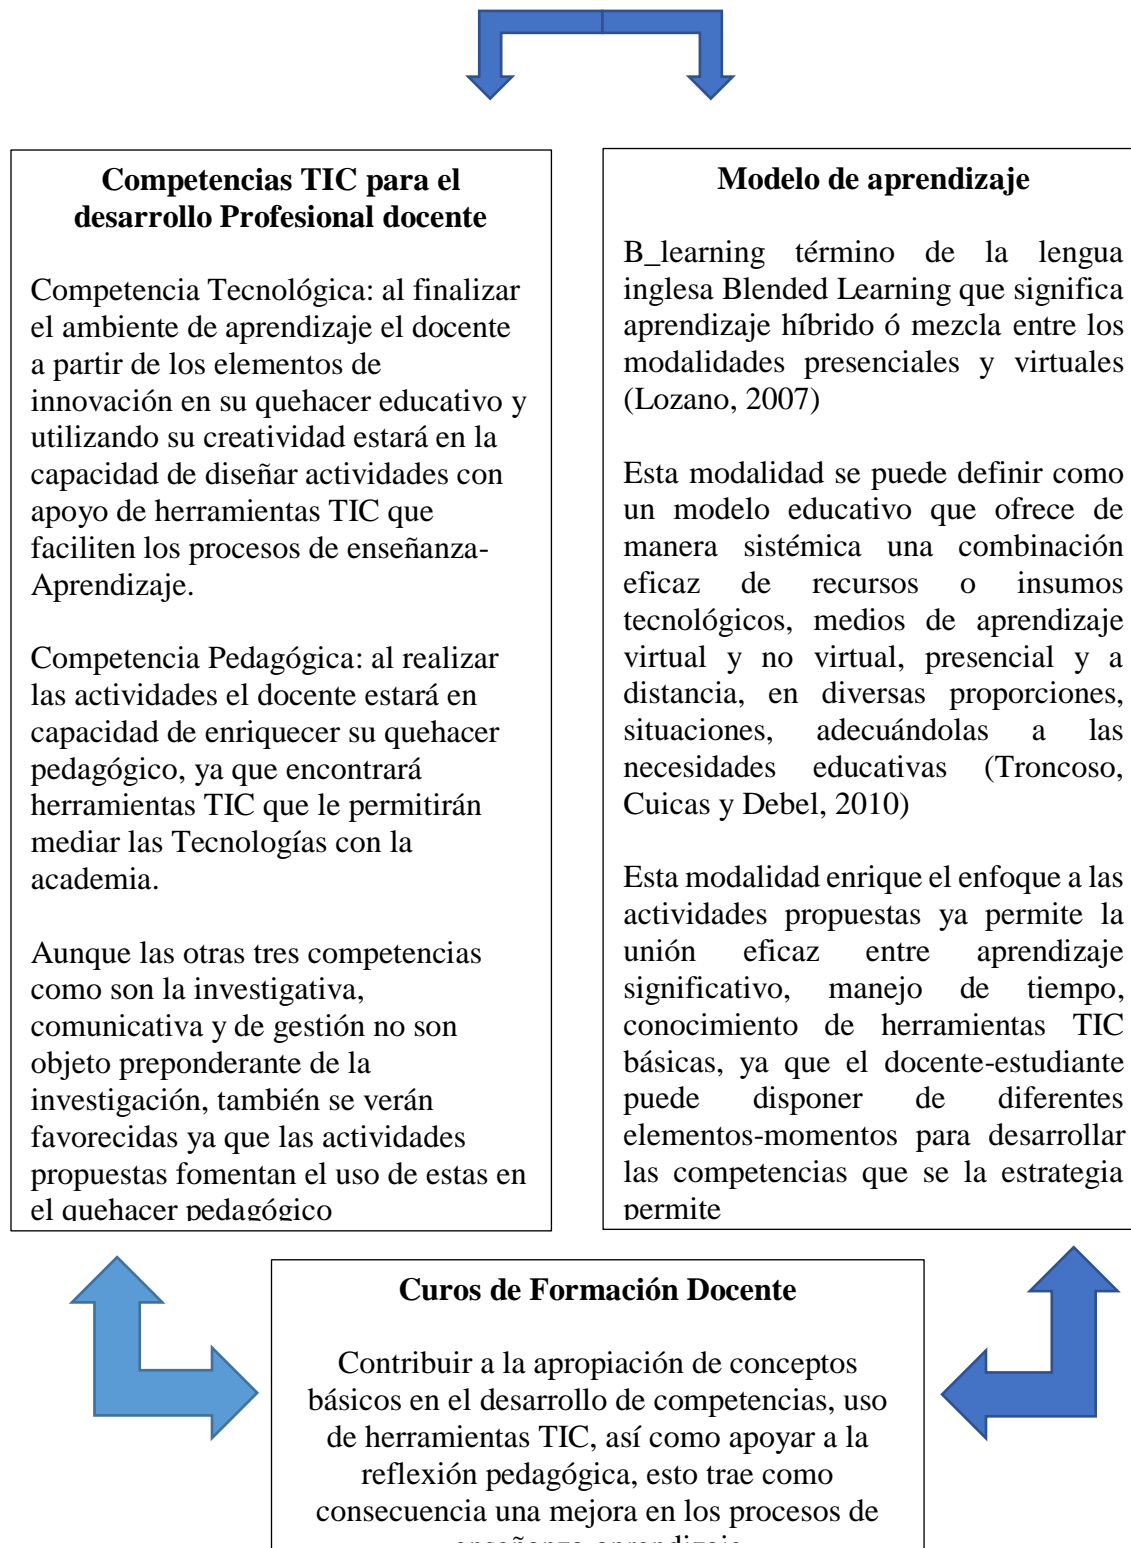 Competencias TIC para el
desarrollo Profesional docente
Competencia Tecnológica: al finalizar
el ambiente de aprendizaje el docente
a partir de los elementos de
innovación en su quehacer educativo y
utilizando su creatividad estará en la
capacidad de diseñar actividades con
apoyo de herramientas TIC que
faciliten los procesos de enseñanza-
Aprendizaje.
Competencia Pedagógica: al realizar
las actividades el docente estará en
capacidad de enriquecer su quehacer
pedagógico, ya que encontrará
herramientas TIC que le permitirán
mediar las Tecnologías con la
academia.
Aunque las otras tres competencias
como son la investigativa,
comunicativa y de gestión no son
objeto preponderante de la
investigación, también se verán
favorecidas ya que las actividades
propuestas fomentan el uso de estas en
el quehacer pedagógico
Modelo de aprendizaje
B_learning término de la lengua
inglesa Blended Learning que significa
aprendizaje híbrido ó mezcla entre los
modalidades presenciales y virtuales
(Lozano, 2007)
Esta modalidad se puede definir como
un modelo educativo que ofrece de
manera sistémica una combinación
eficaz de recursos o insumos
tecnológicos, medios de aprendizaje
virtual y no virtual, presencial y a
distancia, en diversas proporciones,
situaciones, adecuándolas a las
necesidades educativas (Troncoso,
Cuicas y Debel, 2010)
Esta modalidad enrique el enfoque a las
actividades propuestas ya permite la
unión eficaz entre aprendizaje
significativo, manejo de tiempo,
conocimiento de herramientas TIC
básicas, ya que el docente-estudiante
puede disponer de diferentes
elementos-momentos para desarrollar
las competencias que se la estrategia
permite
Curos de Formación Docente
Contribuir a la apropiación de conceptos
básicos en el desarrollo de competencias, uso
de herramientas TIC, así como apoyar a la
reflexión pedagógica, esto trae como
consecuencia una mejora en los procesos de